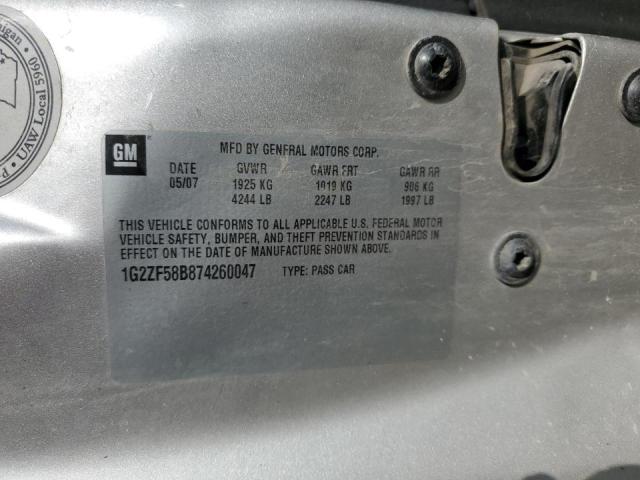 higan
UAW Local 5960
GM
MFD BY GENERAL MOTORS CORP.
DATE GVWR GAWR FRT GAWR RR
05/07 1925 KG 1019 KG 906 KG
4244 LB 2247 LB 1997 LB
THIS VEHICLE CONFORMS TO ALL APPLICABLE U.S. FEDERAL MOTOR
VEHICLE SAFETY, BUMPER, AND THEFT PREVENTION STANDARDS IN
EFFECT ON THE DATE OF MANUFACTURE SHOWN ABOVE.
1G2ZF58B874260047 TYPE: PASS CAR